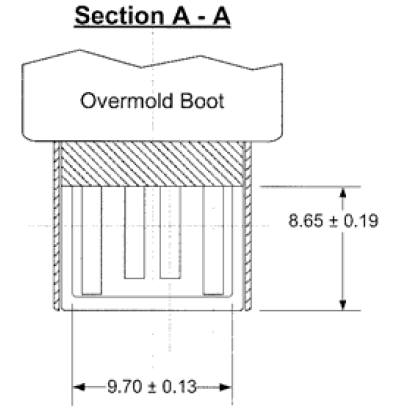 Section A - A
Overmold Boot
8.65 ± 0.19
9.70 ± 0.13